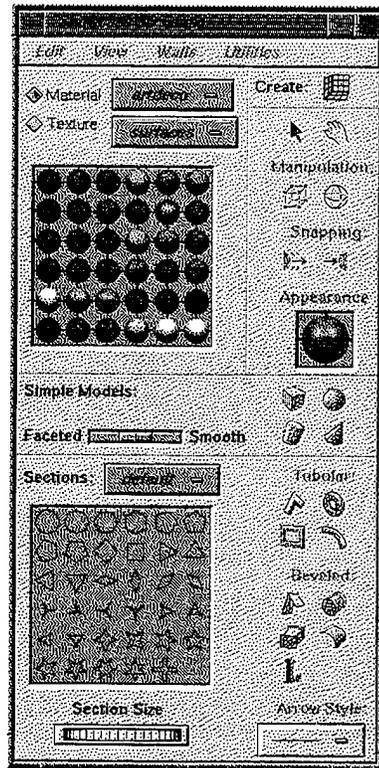 Edit View Walls Utilities
Material
Texture
surfaces
Create:
Manipulation:
Snapping:
Appearance
Simple Models:
Faceted Smooth
Sections: default
Tubular:
Beveled:
Section Size
Arrow Style